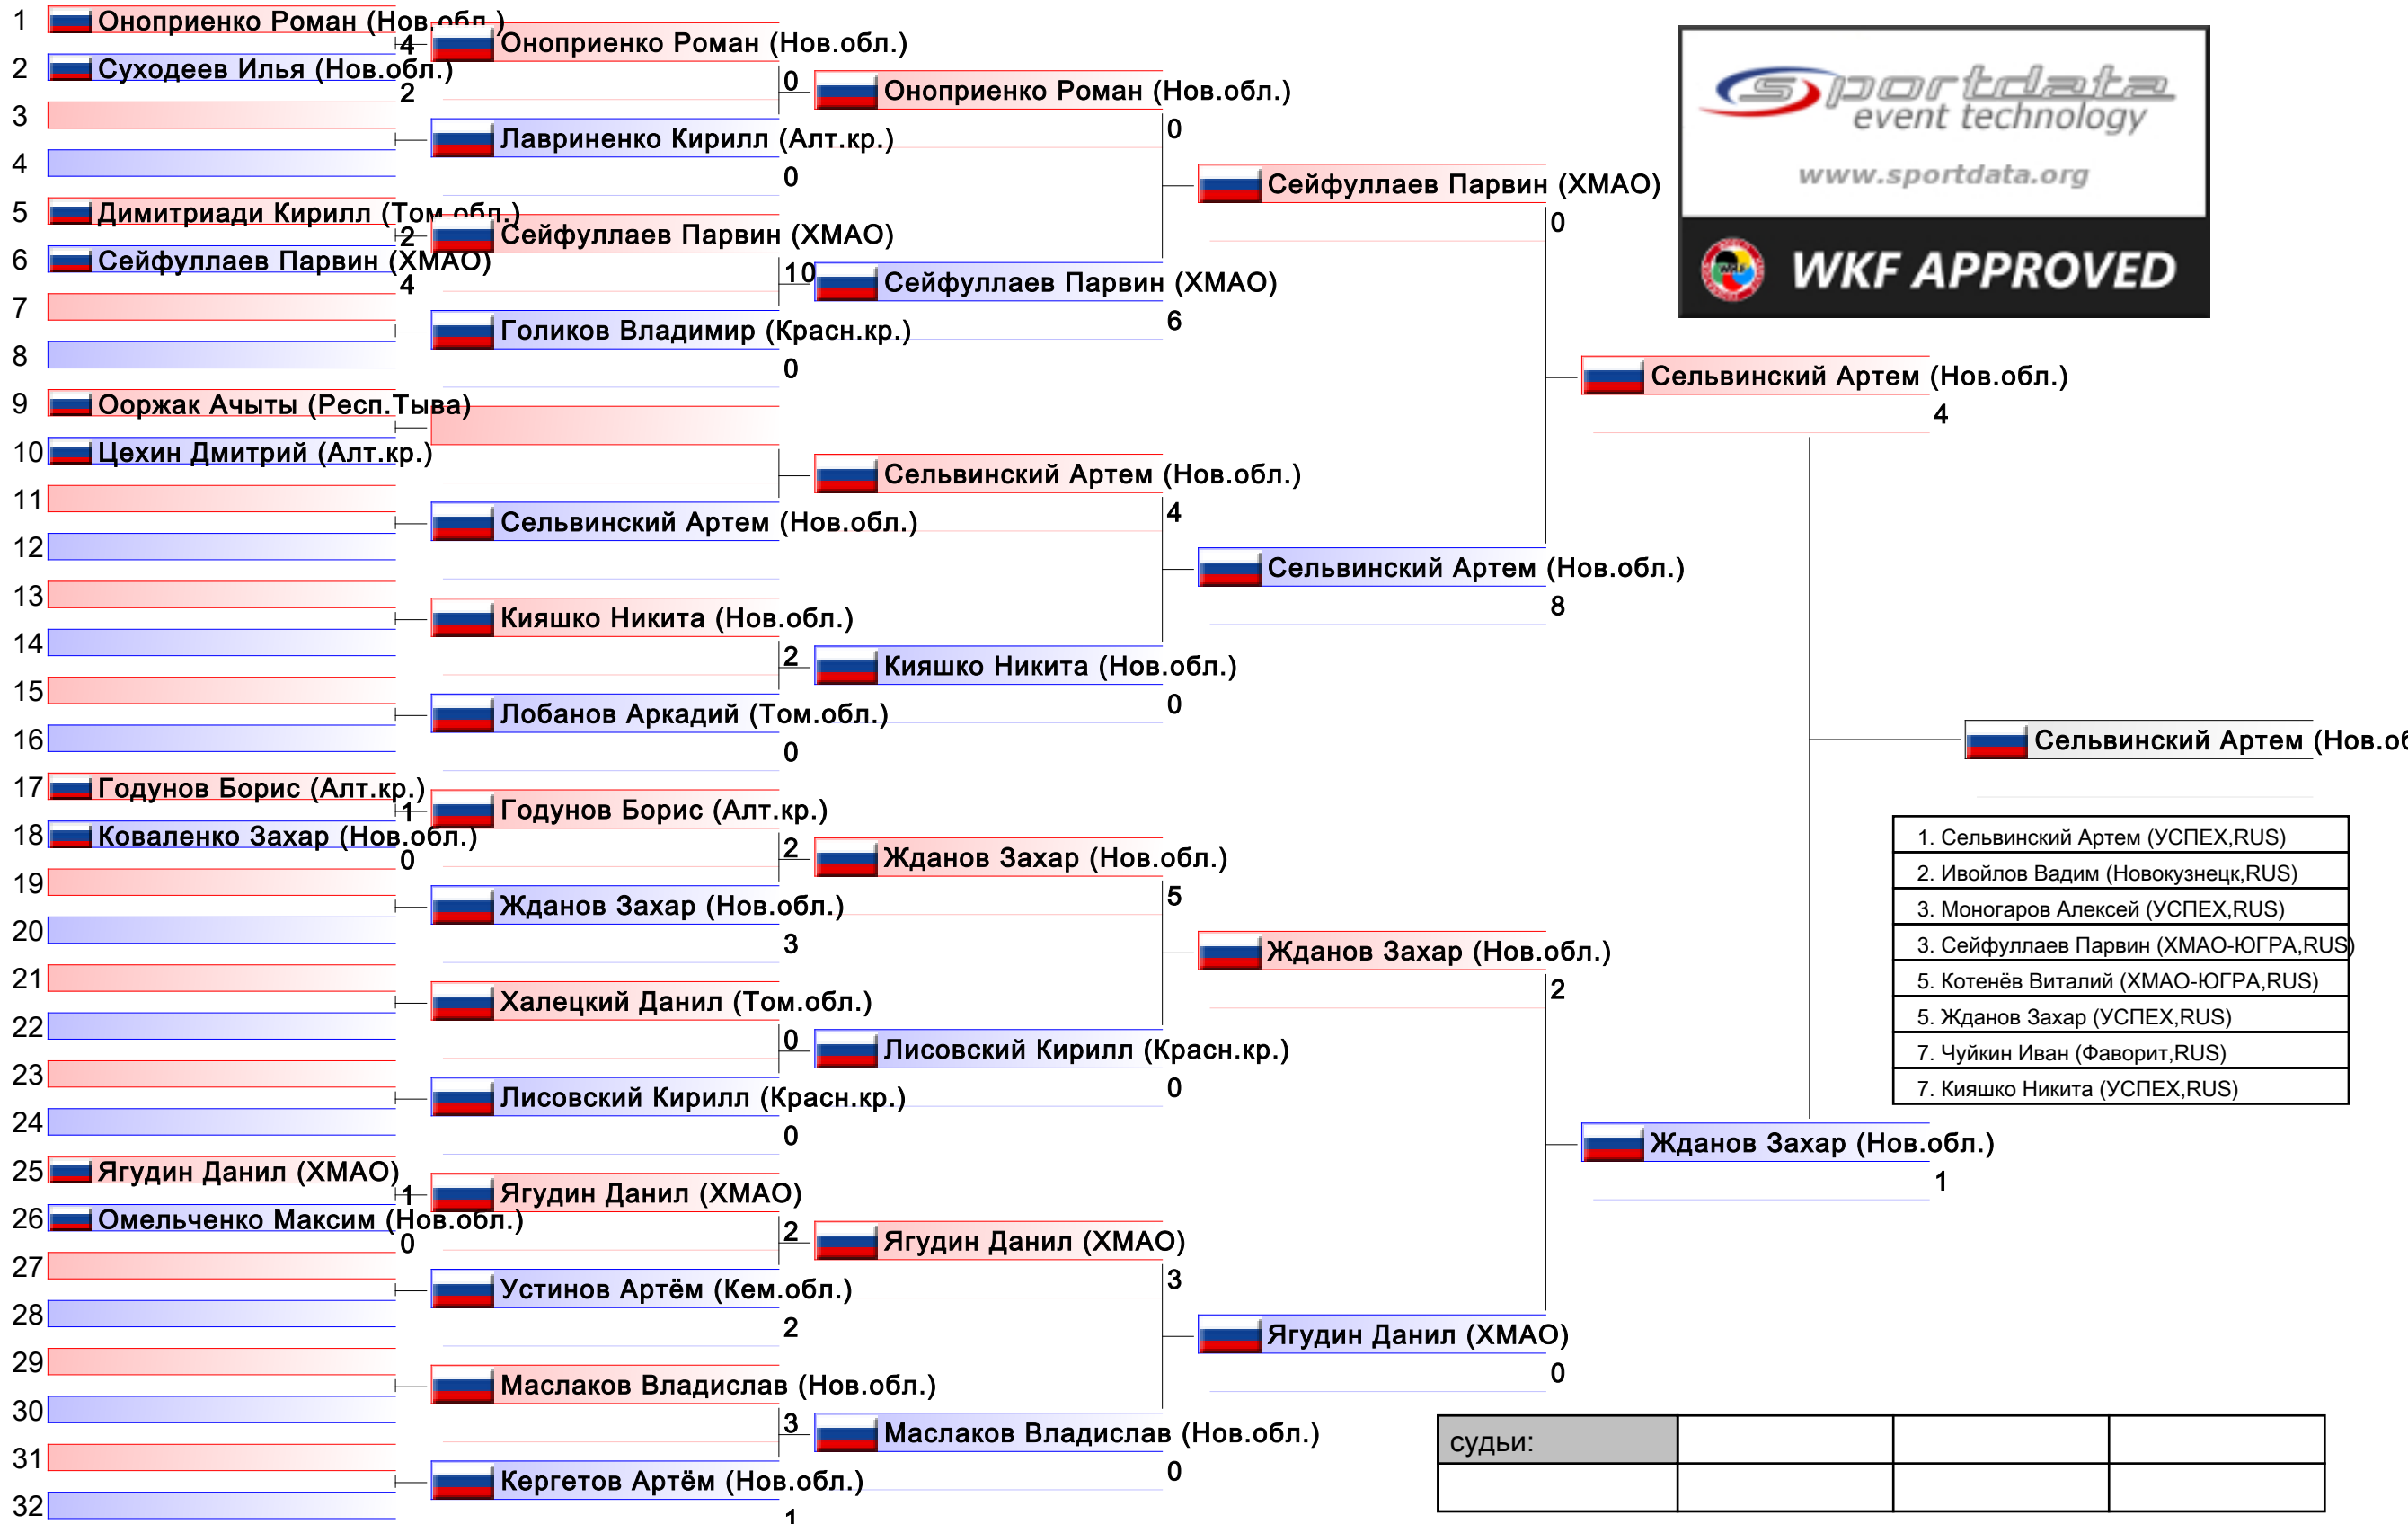 1 Оноприенко Роман (Нов.обл.)
4
2 Суходеев Илья (Нов.обл.)
2
3
4
5 Димитриади Кирилл (Том.обл.)
2
6 Сейфуллаев Парвин (ХМАО)
4
7
8
9 Ооржак Ачыты (Респ.Тыва)
10 Цехин Дмитрий (Алт.кр.)
11
12
13
14
15
16
17 Годунов Борис (Алт.кр.)
1
18 Коваленко Захар (Нов.обл.)
0
19
20
21
22
23
24
25 Ягудин Данил (ХМАО)
1
26 Омельченко Максим (Нов.обл.)
0
27
28
29
30
31
32
Оноприенко Роман (Нов.обл.)
0
Лавриненко Кирилл (Алт.кр.)
0
Сейфуллаев Парвин (ХМАО)
10
Голиков Владимир (Красн.кр.)
0
Сельвинский Артем (Нов.обл.)
Кияшко Никита (Нов.обл.)
2
Лобанов Аркадий (Том.обл.)
0
Годунов Борис (Алт.кр.)
2
Жданов Захар (Нов.обл.)
3
Халецкий Данил (Том.обл.)
0
Лисовский Кирилл (Красн.кр.)
0
Ягудин Данил (ХМАО)
2
Устинов Артём (Кем.обл.)
2
Маслаков Владислав (Нов.обл.)
3
Кергетов Артём (Нов.обл.)
1
Оноприенко Роман (Нов.обл.)
0
Сейфуллаев Парвин (ХМАО)
6
Сельвинский Артем (Нов.обл.)
4
Кияшко Никита (Нов.обл.)
0
Жданов Захар (Нов.обл.)
5
Лисовский Кирилл (Красн.кр.)
0
Ягудин Данил (ХМАО)
3
Маслаков Владислав (Нов.обл.)
0
Сейфуллаев Парвин (ХМАО)
0
Сельвинский Артем (Нов.обл.)
8
Жданов Захар (Нов.обл.)
2
Ягудин Данил (ХМАО)
0
Сельвинский Артем (Нов.обл.)
4
Жданов Захар (Нов.обл.)
1
Сельвинский Артем (Нов.об
sportdata
event technology
www.sportdata.org
WKF
WKF APPROVED
1. Сельвинский Артем (УСПЕХ,RUS)
2. Ивойлов Вадим (Новокузнецк,RUS)
3. Моногаров Алексей (УСПЕХ,RUS)
3. Сейфуллаев Парвин (ХМАО-ЮГРА,RUS)
5. Котенёв Виталий (ХМАО-ЮГРА,RUS)
5. Жданов Захар (УСПЕХ,RUS)
7. Чуйкин Иван (Фаворит,RUS)
7. Кияшко Никита (УСПЕХ,RUS)
судьи: